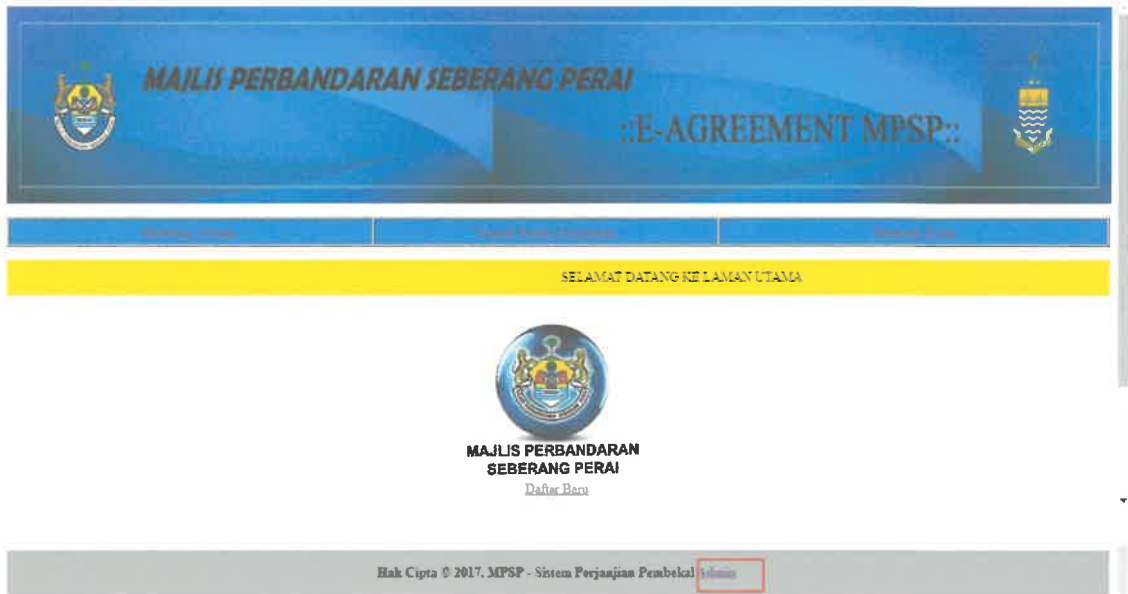 MAJLIS PERBANDARAN SEBERANG PERAI
::E-AGREEMENT MPSP::
SELAMAT DATANG KE LAMAN UTAMA
MAJLIS PERBANDARAN
SEBERANG PERAI
Daftar Baru
Hak Cipta © 2017. MPSP - Sistem Perjanjian Pembekal Admin